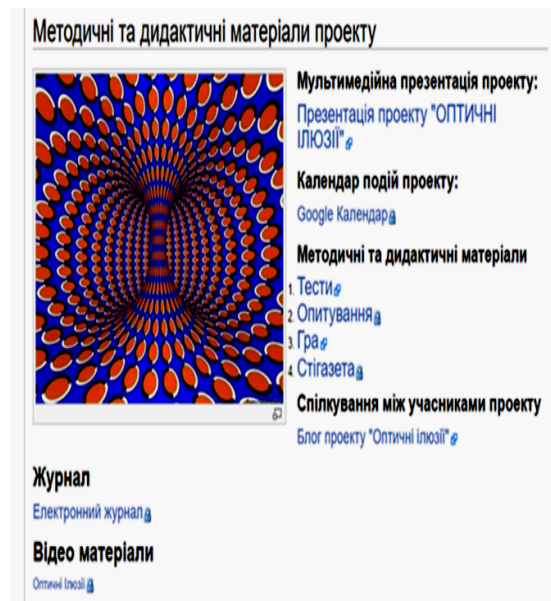 Методичні та дидактичні матеріали проекту
Мультимедійна презентація проекту:
Презентація проекту "ОПТИЧНІ
ІЛЮЗІЇ"
Календар подій проекту:
Google Календар
Методичні та дидактичні матеріали
1. Тести
2. Опитування
3. Гра
4. Стігазета
Спілкування між учасниками проекту
Блог проекту "Оптичні ілюзії"
Журнал
Електронний журнал
Відео матеріали
Оптичні Ілюзії